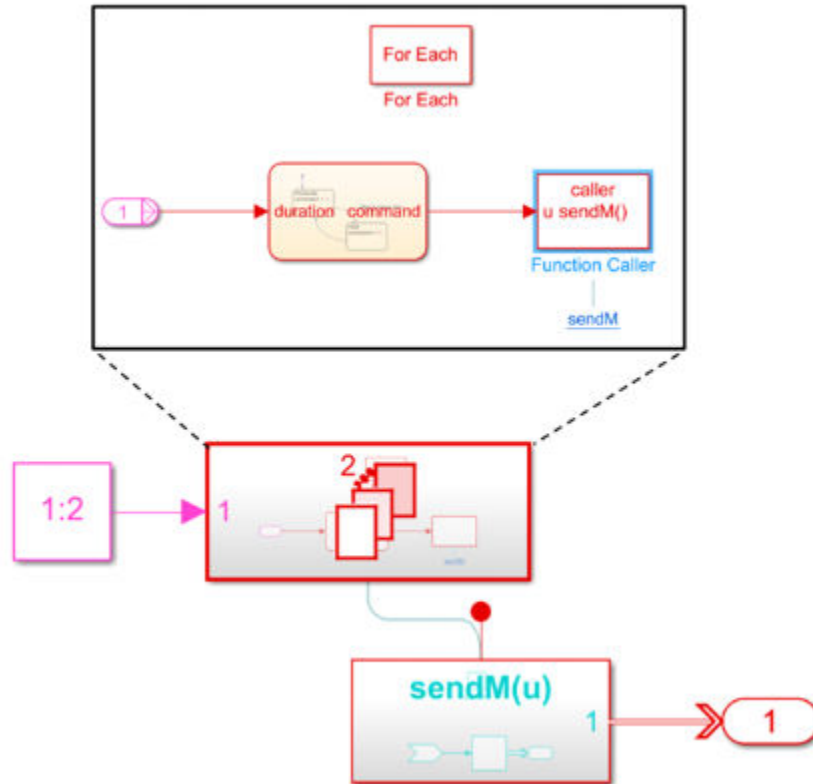 For Each
For Each
1
duration command
caller
u sendM()
Function Caller
sendM
2
1:2
1
sendM(u)
1
1